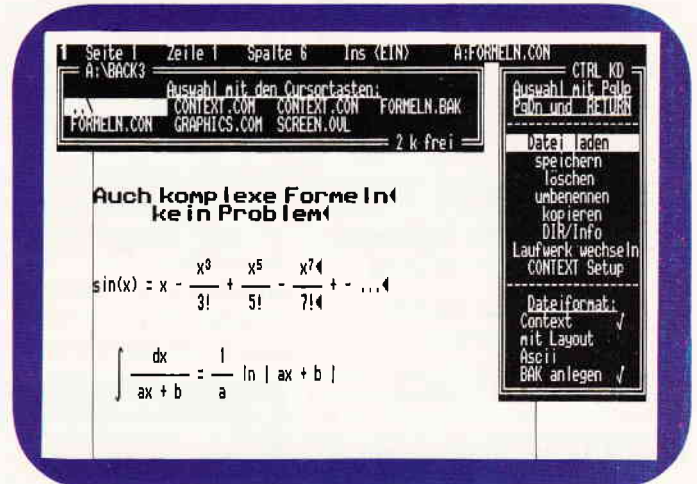 1 Seite 1 Zeile 1 Spalte 6 Ins (EIN) A:FORMELN.CON
A:\BACK3
Auswahl mit den Cursortasten:
..\ CONTEXT.COM CONTEXT.CON FORMELN.BAK
FORMELN.CON GRAPHICS.COM SCREEN.OVL
2 k frei
CTRL KD
Auswahl mit PgUp
PgDn und RETURN
Datei laden
speichern
löschen
umbenennen
kopieren
DIR/Info
Laufwerk wechseln
CONTEXT Setup
Dateiformat:
Context √
mit Layout
Ascii
BAK anlegen √
Auch komplexe Formeln
kein Problem
sin(x) = x - x³/3! + x⁵/5! - x⁷/7! + - ...
∫ dx/ax + b = 1/a ln | ax + b |